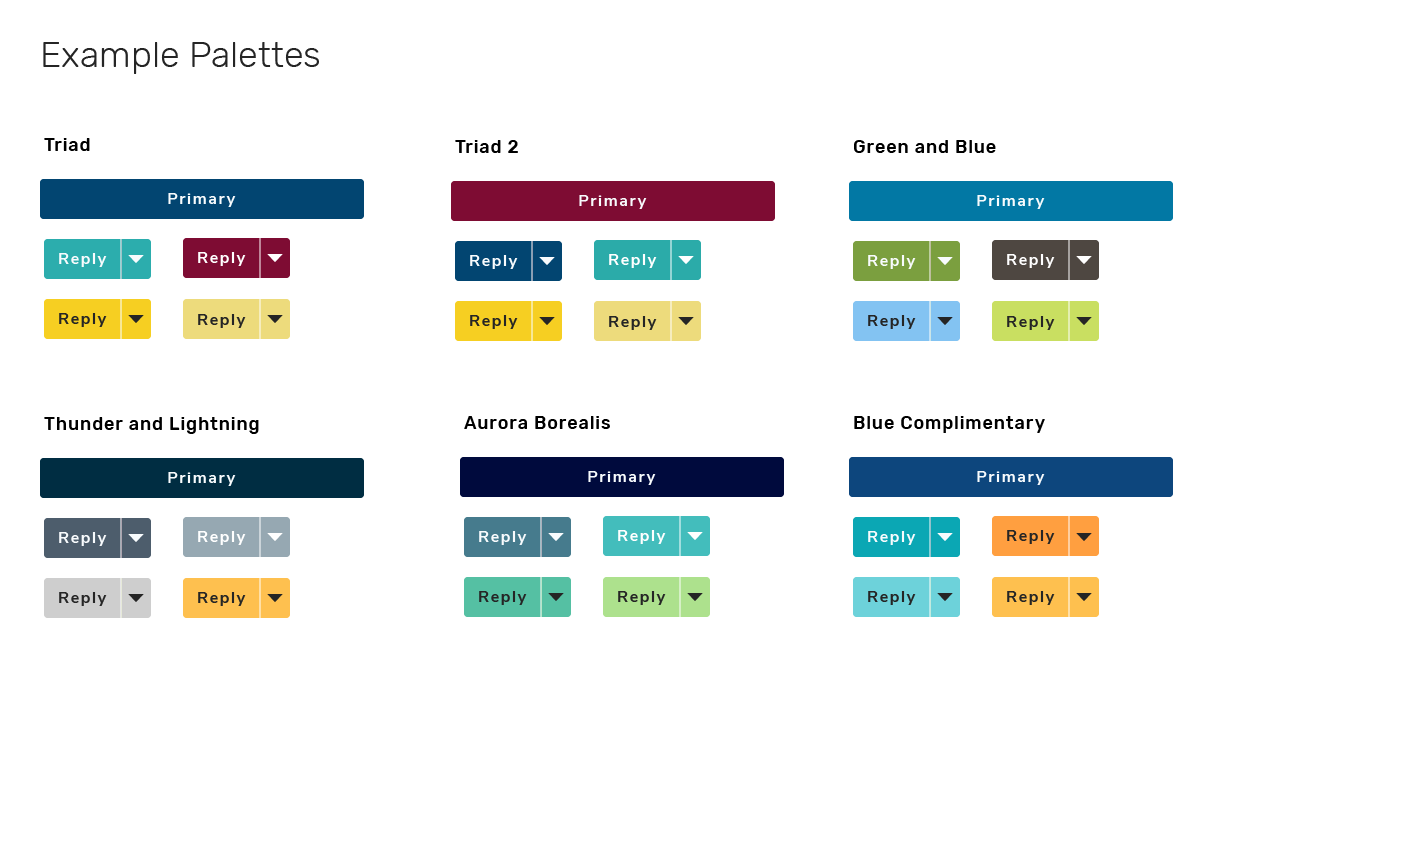 Example Palettes
Triad
Primary
Reply
Reply
Reply
Reply
Triad 2
Primary
Reply
Reply
Reply
Reply
Green and Blue
Primary
Reply
Reply
Reply
Reply
Thunder and Lightning
Primary
Reply
Reply
Reply
Reply
Aurora Borealis
Primary
Reply
Reply
Reply
Reply
Blue Complimentary
Primary
Reply
Reply
Reply
Reply